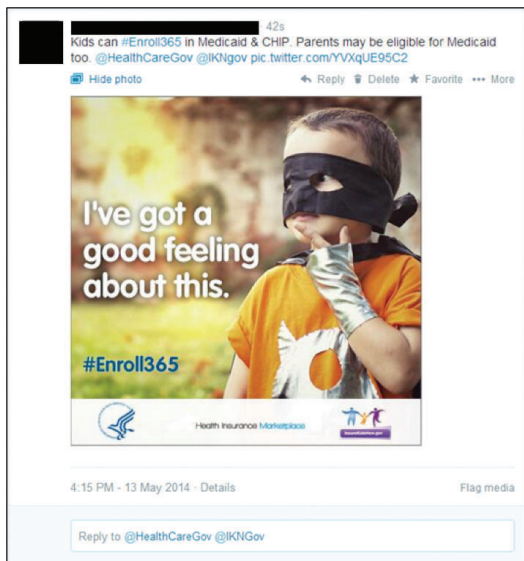 42s
Kids can #Enroll365 in Medicaid & CHIP. Parents may be eligible for Medicaid
too. @HealthCareGov @IKNgov pic.twitter.com/YVXqUE95C2
Hide photo
Reply Delete Favorite ••• More
I've got a
good feeling
about this.
#Enroll365
Health Insurance Marketplace
InsureKidsNow.gov
4:15 PM - 13 May 2014 · Details
Flag media
Reply to @HealthCareGov @IKNGov